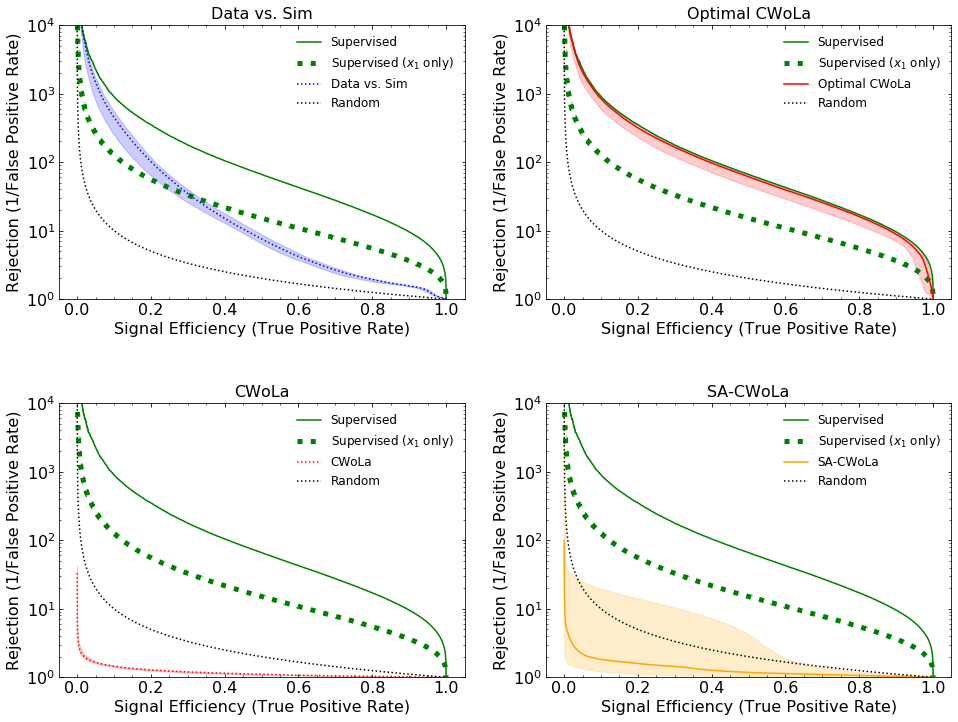 Data vs. Sim
Rejection (1/False Positive Rate)
10^4
10^3
10^2
10^1
10^0
Supervised
Supervised (x_1 only)
Data vs. Sim
Random
0.0 0.2 0.4 0.6 0.8 1.0
Signal Efficiency (True Positive Rate)
Optimal CWoLa
Rejection (1/False Positive Rate)
10^4
10^3
10^2
10^1
10^0
Supervised
Supervised (x_1 only)
Optimal CWoLa
Random
0.0 0.2 0.4 0.6 0.8 1.0
Signal Efficiency (True Positive Rate)
CWoLa
Rejection (1/False Positive Rate)
10^4
10^3
10^2
10^1
10^0
Supervised
Supervised (x_1 only)
CWoLa
Random
0.0 0.2 0.4 0.6 0.8 1.0
Signal Efficiency (True Positive Rate)
SA-CWoLa
Rejection (1/False Positive Rate)
10^4
10^3
10^2
10^1
10^0
Supervised
Supervised (x_1 only)
SA-CWoLa
Random
0.0 0.2 0.4 0.6 0.8 1.0
Signal Efficiency (True Positive Rate)